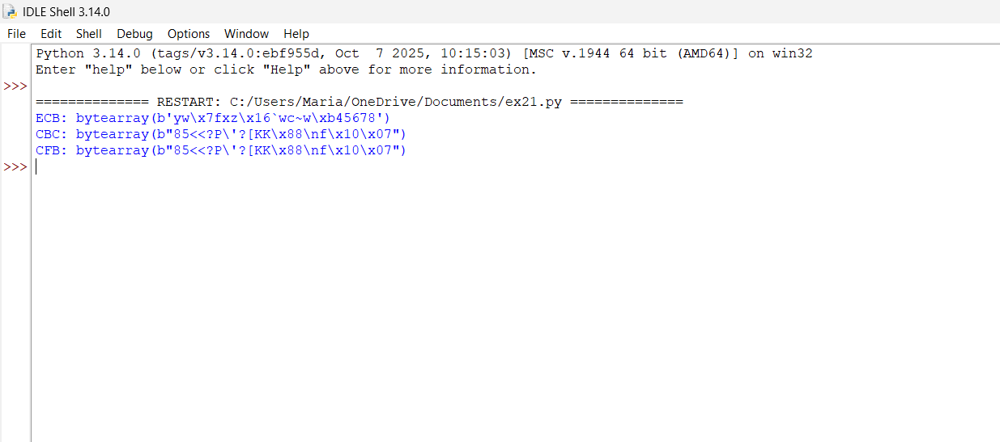 IDLE Shell 3.14.0
File Edit Shell Debug Options Window Help
Python 3.14.0 (tags/v3.14.0:ebf955d, Oct  7 2025, 10:15:03) [MSC v.1944 64 bit (AMD64)] on win32
Enter "help" below or click "Help" above for more information.
>>>
============== RESTART: C:/Users/Maria/OneDrive/Documents/ex21.py ==============
ECB: bytearray(b'yw\x7fxz\x16`wc~w\xb45678')
CBC: bytearray(b"85<<?P\'?[KK\x88\nf\x10\x07")
CFB: bytearray(b"85<<?P\'?[KK\x88\nf\x10\x07")
>>>